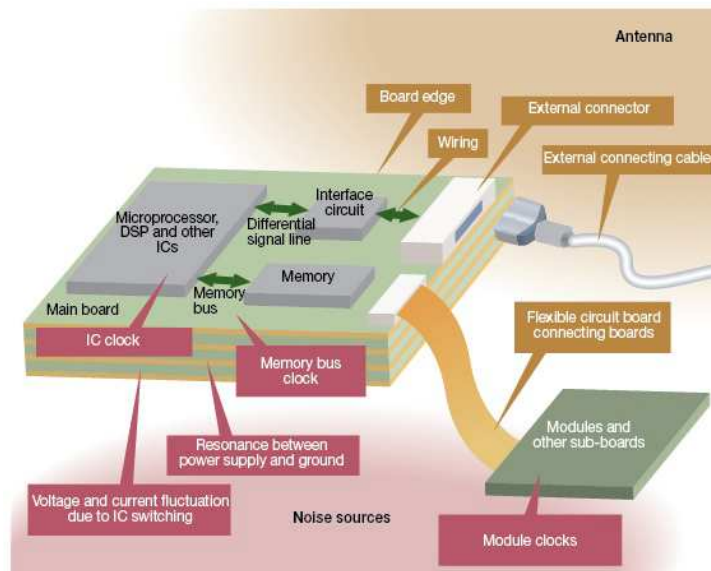 Antenna
Board edge
External connector
Wiring
External connecting cable
Interface
circuit
Microprocessor,
DSP and other
ICs
Differential
signal line
Memory
Memory
bus
Main board
IC clock
Memory bus
clock
Flexible circuit board
connecting boards
Resonance between
power supply and ground
Modules and
other sub-boards
Voltage and current fluctuation
due to IC switching
Noise sources
Module clocks